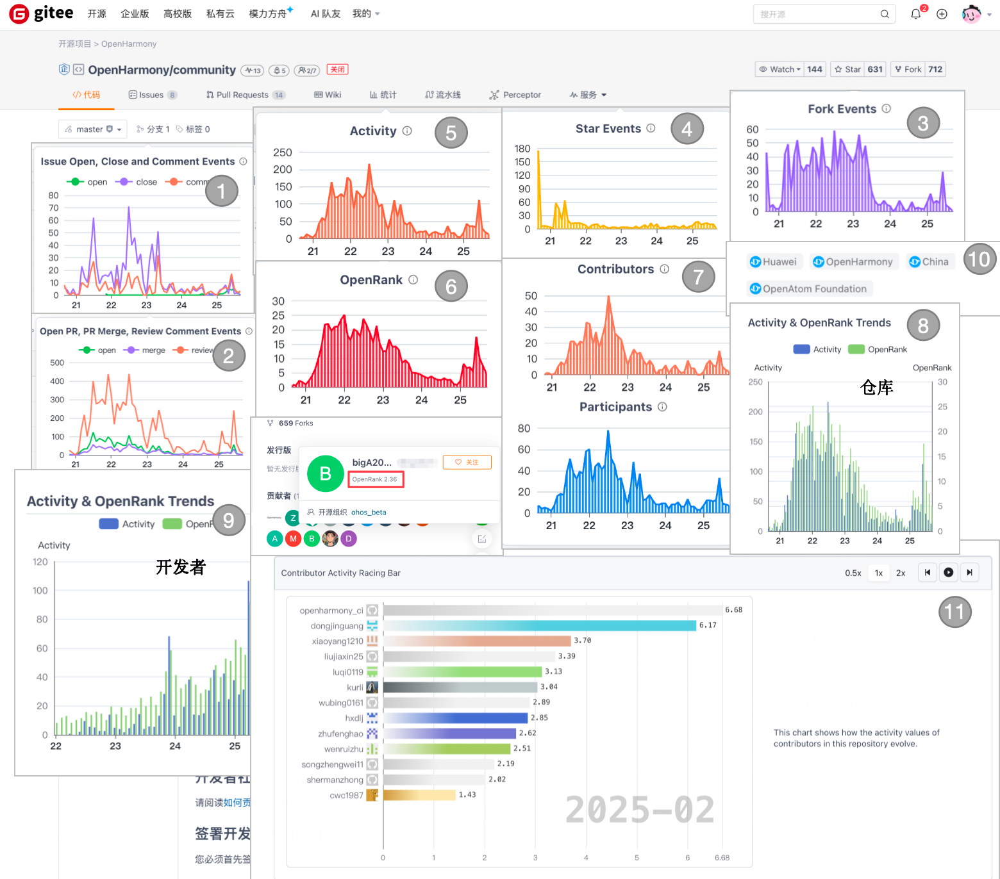 gitee 开源 企业版 高校版 私有云 模力方舟 AI 队友 我的 搜开源 2
开源项目 > OpenHarmony
企 OpenHarmony/community 13 5 2/7 关闭 Watch 144 Star 631 Fork 712
代码 Issues 8 Pull Requests 14 Wiki 统计 流水线 Perceptor 服务
master 分支 1 标签 0
Issue Open, Close and Comment Events
1
open close comm
80
70
60
50
40
30
20
10
0
21 22 23 24 25
Open PR, PR Merge, Review Comment Events
2
open merge review
500
400
300
200
100
0
21 22 23 24 25
Activity
5
250
200
150
100
50
0
21 22 23 24 25
OpenRank
6
30
25
20
15
10
5
0
21 22 23 24 25
Star Events
4
180
150
120
90
60
30
0
21 22 23 24 25
Contributors
7
50
40
30
20
10
0
21 22 23 24 25
Participants
80
60
40
20
0
21 22 23 24 25
Fork Events
3
60
50
40
30
20
10
0
21 22 23 24 25
Huawei OpenHarmony China
OpenAtom Foundation
10
Activity & OpenRank Trends
8
Activity OpenRank
Activity OpenRank
仓库
250 30
200 25
150 20
100 15
50 10
0 5
0
21 22 23 24 25
659 Forks
发行版
暂无发行版
贡献者 (1
B bigA20...
OpenRank 2.36
关注
开源组织 ohos_beta
Z
A M B D
Activity & OpenRank Trends
9
Activity OpenR
Activity
开发者
120
100
80
60
40
20
0
22 23 24 25
开发者社
请阅读如何贡
签署开发
您必须首先签
Contributor Activity Racing Bar 0.5x 1x 2x
11
openharmony_ci 6.68
dongjinguang 6.17
xiaoyang1210 3.70
liujiaxin25 3.39
luqi0119 3.13
kurli 3.04
wubing0161 2.89
hxdlj 2.85
zhufenghao 2.62
wenruizhu 2.51
songzhengwei11 2.19
shermanzhong 2.02
cwc1987 1.43
2025-02
0 1 2 3 4 5 6 6.68
This chart shows how the activity values of
contributors in this repository evolve.